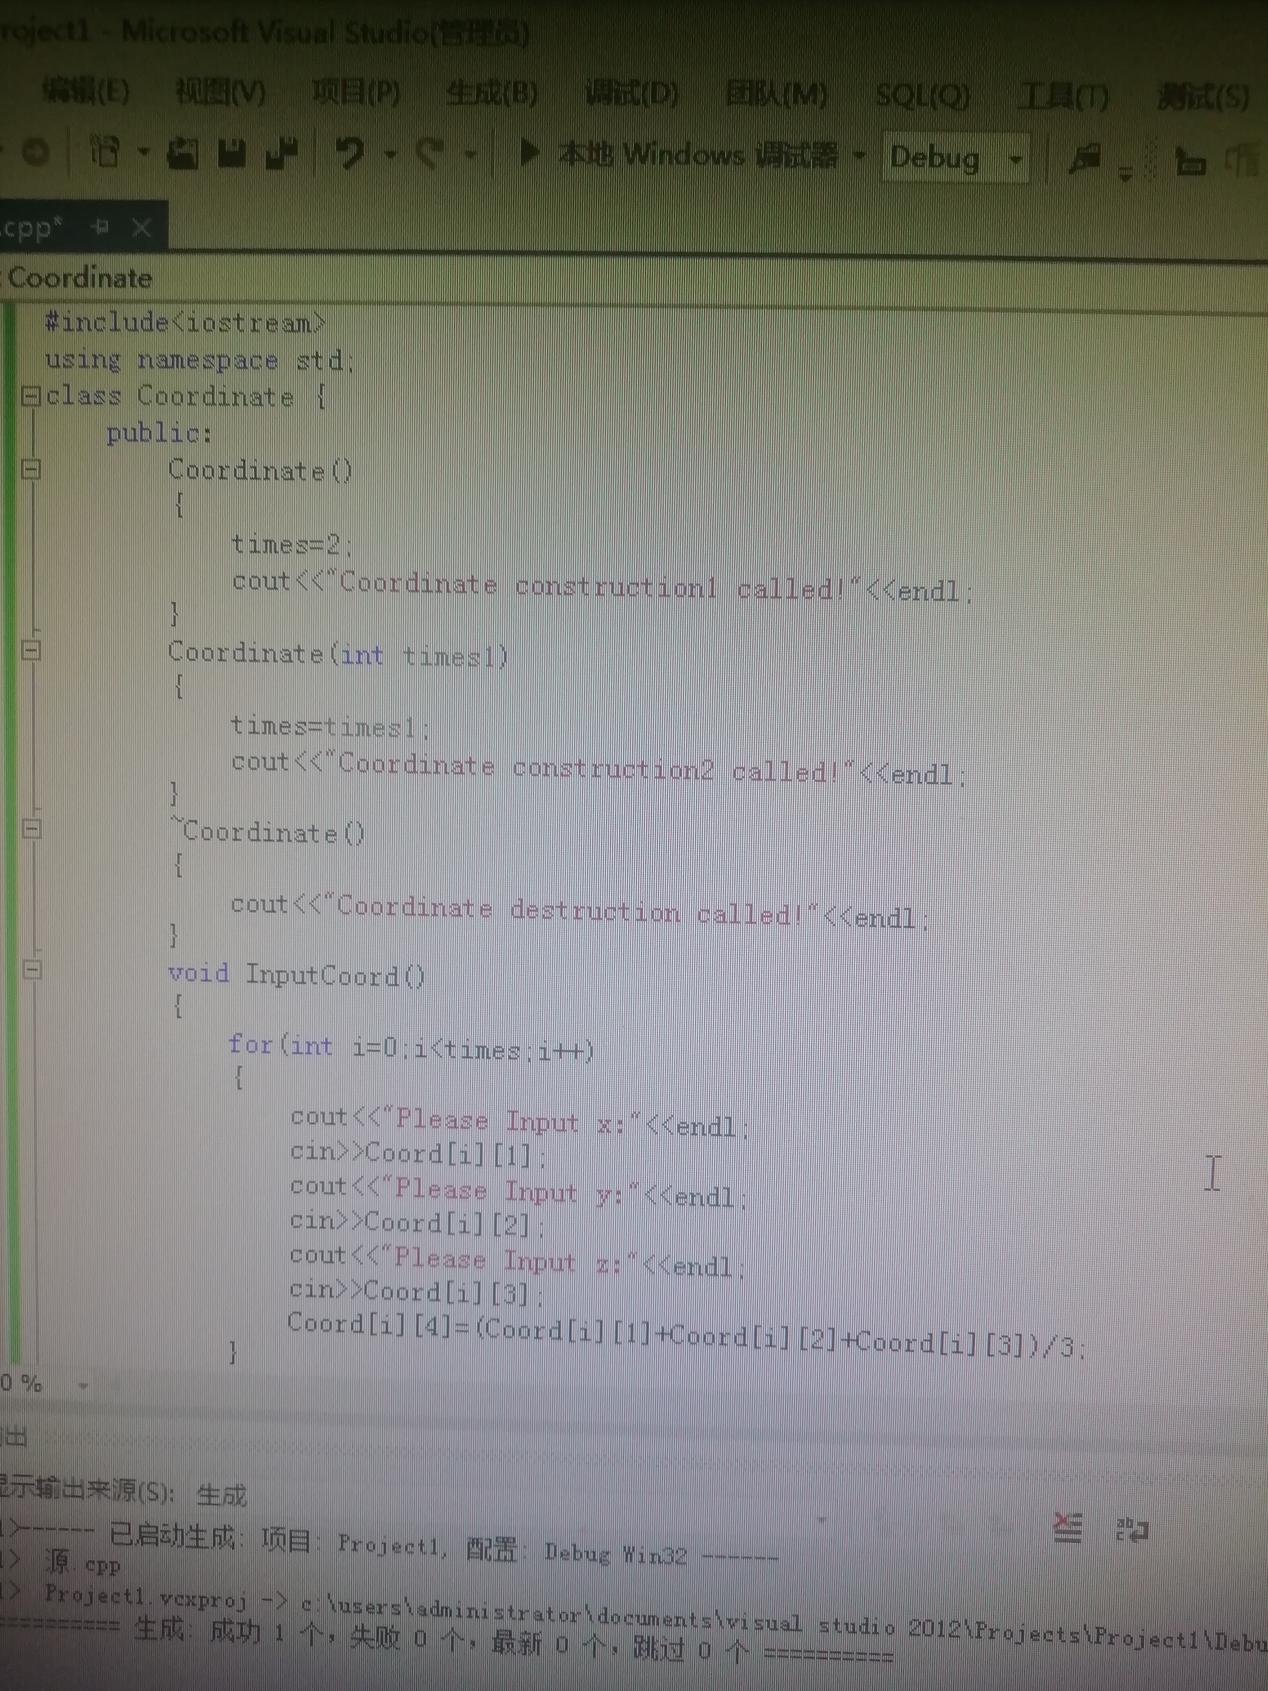 roject1 - Microsoft Visual Studio(管理员)
编辑(E) 视图(V) 项目(P) 生成(B) 调试(D) 团队(M) SQL(Q) 工具(T) 测试(S)
本地 Windows 调试器 Debug
.cpp*
Coordinate
#include<iostream>
using namespace std;
class Coordinate {
public:
Coordinate()
{
times=2;
cout<<"Coordinate construction1 called!"<<endl;
}
Coordinate(int times1)
{
times=times1;
cout<<"Coordinate construction2 called!"<<endl;
}
~Coordinate()
{
cout<<"Coordinate destruction called!"<<endl;
}
void InputCoord()
{
for(int i=0;i<times;i++)
{
cout<<"Please Input x:"<<endl;
cin>>Coord[i][1];
cout<<"Please Input y:"<<endl;
cin>>Coord[i][2];
cout<<"Please Input z:"<<endl;
cin>>Coord[i][3];
Coord[i][4]=(Coord[i][1]+Coord[i][2]+Coord[i][3])/3;
}
0 %
出
显示输出来源(S): 生成
1>------ 已启动生成: 项目: Project1, 配置: Debug Win32 ------
1> 源.cpp
1> Project1.vcxproj -> c:\users\administrator\documents\visual studio 2012\Projects\Project1\Debu
========== 生成: 成功 1 个，失败 0 个，最新 0 个，跳过 0 个 ==========